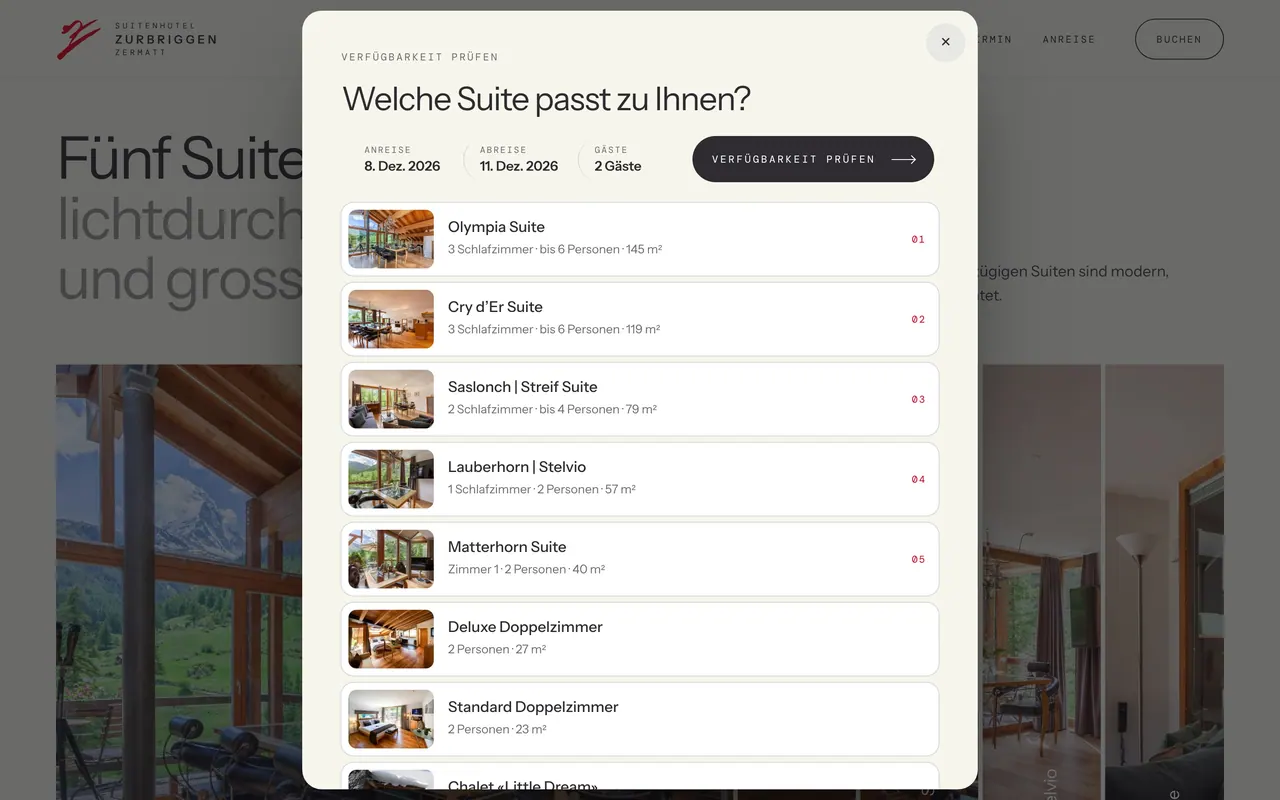 SUITENHOTEL
ZURBRIGGEN
ZERMATT
ANREISE
BUCHEN
Fünf Suite
lichtdurch
und gross
ügigen Suiten sind modern,
VERFÜGBARKEIT PRÜFEN
×
Welche Suite passt zu Ihnen?
ANREISE
8. Dez. 2026
ABREISE
11. Dez. 2026
GÄSTE
2 Gäste
VERFÜGBARKEIT PRÜFEN
Olympia Suite
3 Schlafzimmer · bis 6 Personen · 145 m²
01
Cry d’Er Suite
3 Schlafzimmer · bis 6 Personen · 119 m²
02
Saslonch | Streif Suite
2 Schlafzimmer · bis 4 Personen · 79 m²
03
Lauberhorn | Stelvio
1 Schlafzimmer · 2 Personen · 57 m²
04
Matterhorn Suite
Zimmer 1 · 2 Personen · 40 m²
05
Deluxe Doppelzimmer
2 Personen · 27 m²
Standard Doppelzimmer
2 Personen · 23 m²
Chalet «Little Dream»